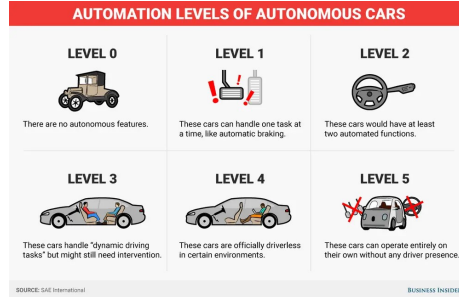 AUTOMATION LEVELS OF AUTONOMOUS CARS
LEVEL 0
There are no autonomous features.
LEVEL 1
These cars can handle one task at
a time, like automatic braking.
LEVEL 2
These cars would have at least
two automated functions.
LEVEL 3
These cars handle "dynamic driving
tasks" but might still need intervention.
LEVEL 4
These cars are officially driverless
in certain environments.
LEVEL 5
These cars can operate entirely on
their own without any driver presence.
SOURCE: SAE International
BUSINESS INSIDER